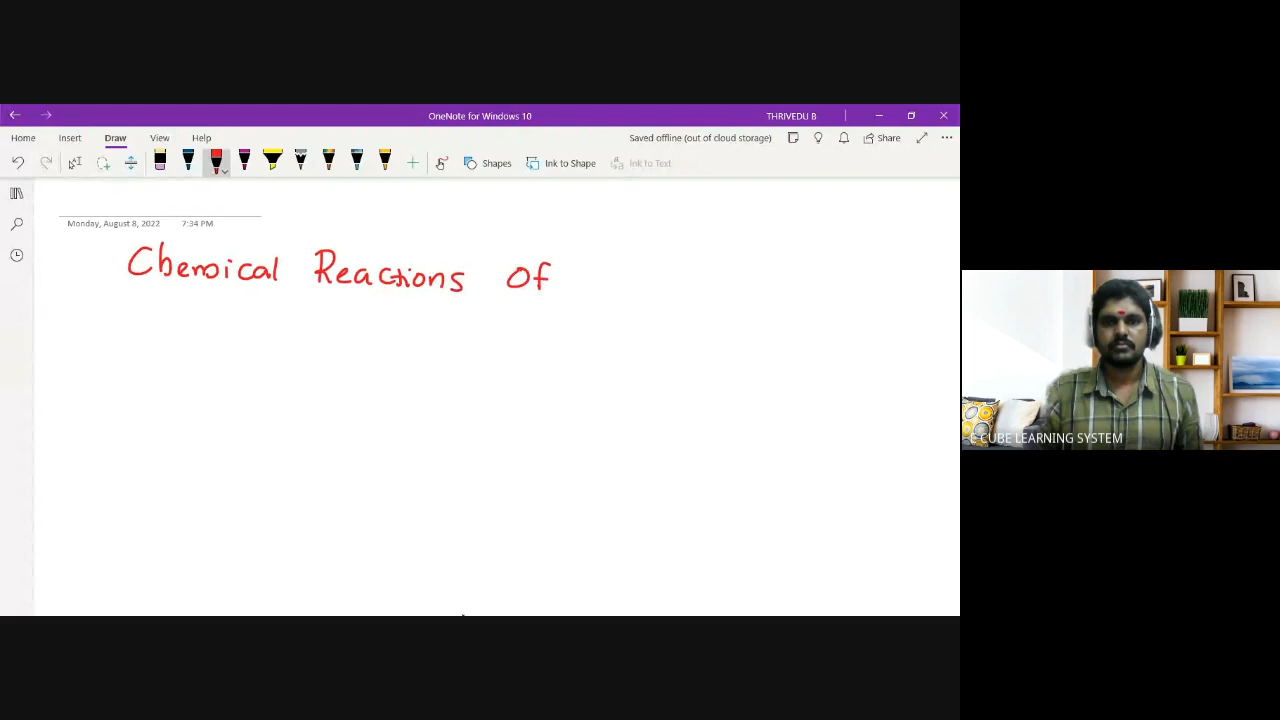 OneNote for Windows 10
THRIVEDU B
Home Insert Draw View Help
Saved offline (out of cloud storage)
Share
Shapes
Ink to Shape
Ink to Text
Monday, August 8, 2022 7:34 PM
Chemical Reactions of
C CUBE LEARNING SYSTEM